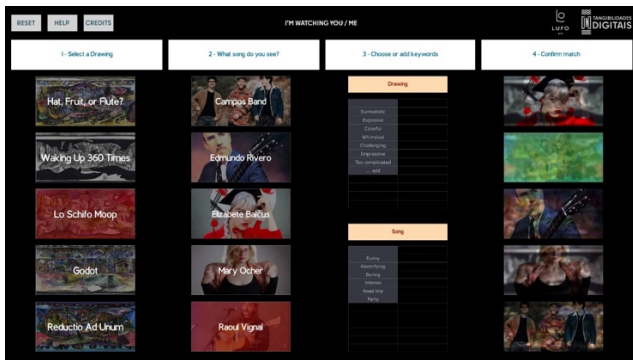 RESET
HELP
CREDITS
I'M WATCHING YOU / ME
LUFO
TANGIBILIDADES
DIGITAIS
1 - Select a Drawing
2 - What song do you see?
3 - Choose or add keywords
4 - Confirm match
Hat, Fruit, or Flute?
Waking Up 360 Times
Lo Schifo Moop
Godot
Reductio Ad Unum
Campos Band
Edmundo Rivero
Elizabete Balčus
Mary Ocher
Raoul Vignal
Drawing
Surrealistic
Explosive
Colorful
Whimsical
Challenging
Impressive
Too complicated
... add
Song
Funny
Electrifying
Boring
Intense
Road trip